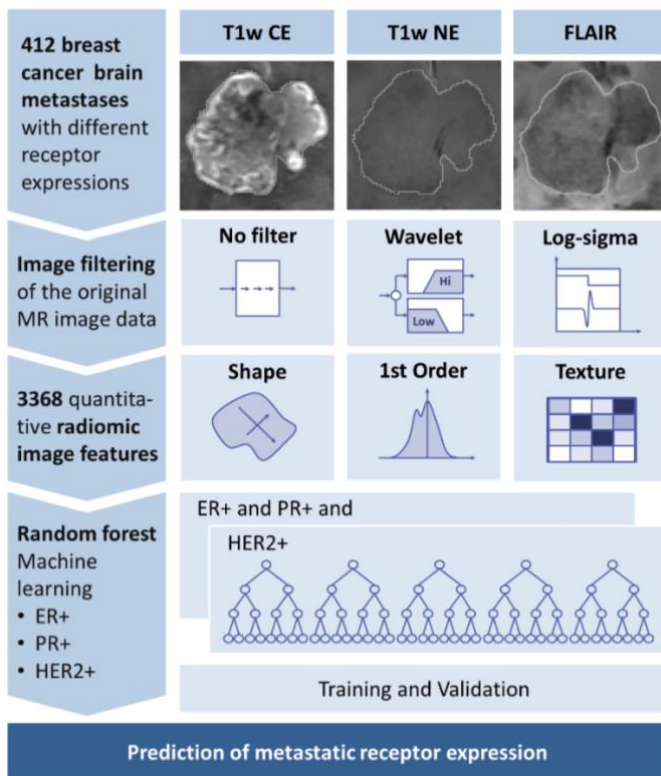 412 breast
cancer brain
metastases
with different
receptor
expressions
T1w CE
T1w NE
FLAIR
Image filtering
of the original
MR image data
No filter
Wavelet
Hi
Low
Log-sigma
3368 quantita-
tive radiomic
image features
Shape
1st Order
Texture
Random forest
Machine
learning
• ER+
• PR+
• HER2+
ER+ and PR+ and
HER2+
Training and Validation
Prediction of metastatic receptor expression